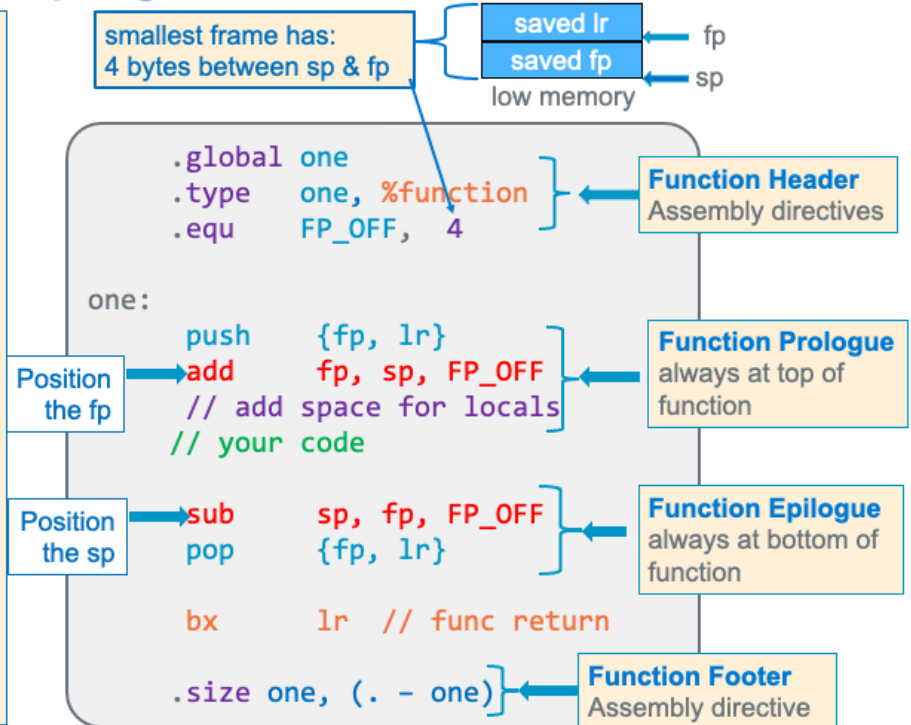 smallest frame has:
4 bytes between sp & fp
saved lr
fp
saved fp
sp
low memory
.global one
.type one, %function
.equ FP_OFF, 4
Function Header
Assembly directives
one:
push {fp, lr}
add fp, sp, FP_OFF
// add space for locals
// your code
Position
the fp
Function Prologue
always at top of
function
sub sp, fp, FP_OFF
pop {fp, lr}
Position
the sp
Function Epilogue
always at bottom of
function
bx lr // func return
.size one, (. – one)
Function Footer
Assembly directive